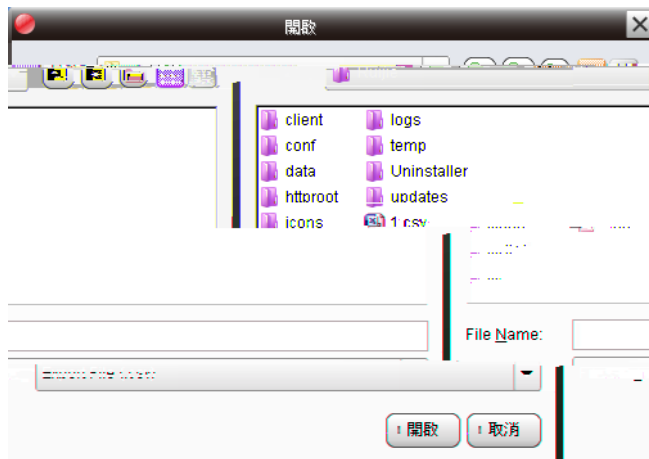 開啟
client logs
conf temp
data Uninstaller
httproot updates
icons 1.csv
File Name:
開啟 取消